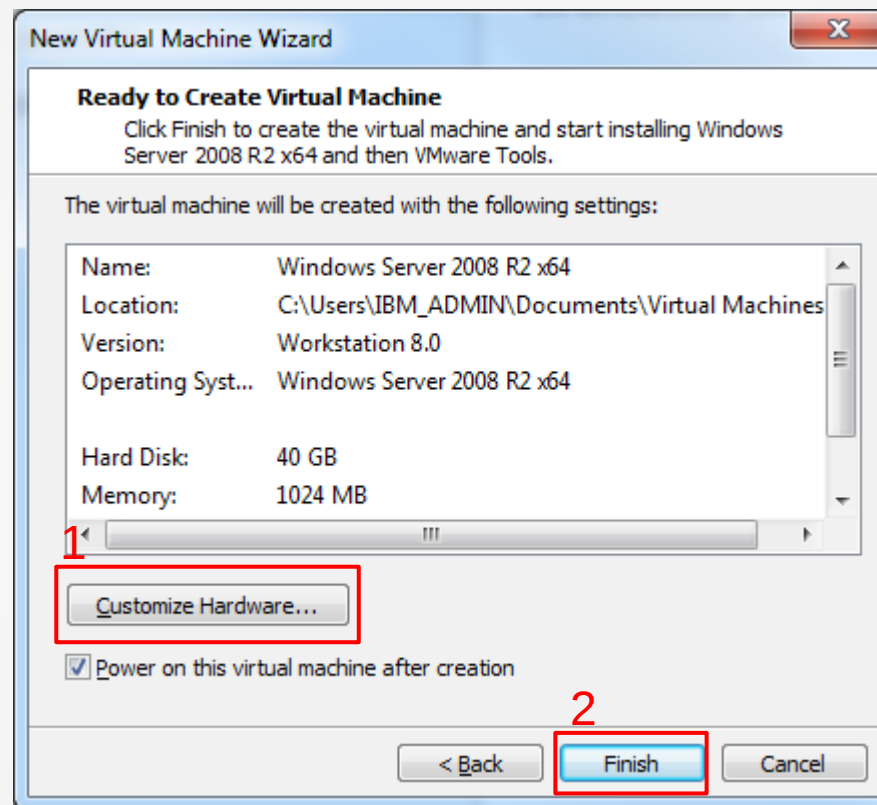 New Virtual Machine Wizard
Ready to Create Virtual Machine
Click Finish to create the virtual machine and start installing Windows
Server 2008 R2 x64 and then VMware Tools.
The virtual machine will be created with the following settings:
Name: Windows Server 2008 R2 x64
Location: C:\Users\IBM_ADMIN\Documents\Virtual Machines
Version: Workstation 8.0
Operating Syst... Windows Server 2008 R2 x64
Hard Disk: 40 GB
Memory: 1024 MB
1
Customize Hardware...
Power on this virtual machine after creation
2
< Back Finish Cancel